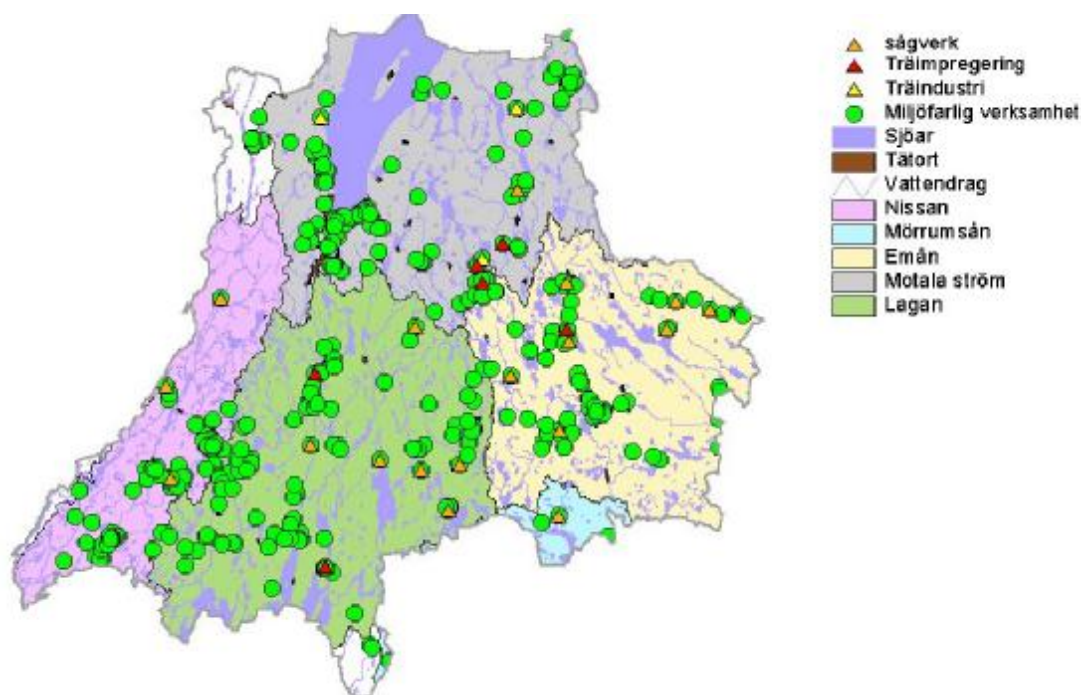 sågverk
Träimpregering
Träindustri
Miljöfarlig verksamhet
Sjöar
Tätort
Vattendrag
Nissan
Mörrumsån
Emån
Motala ström
Lagan